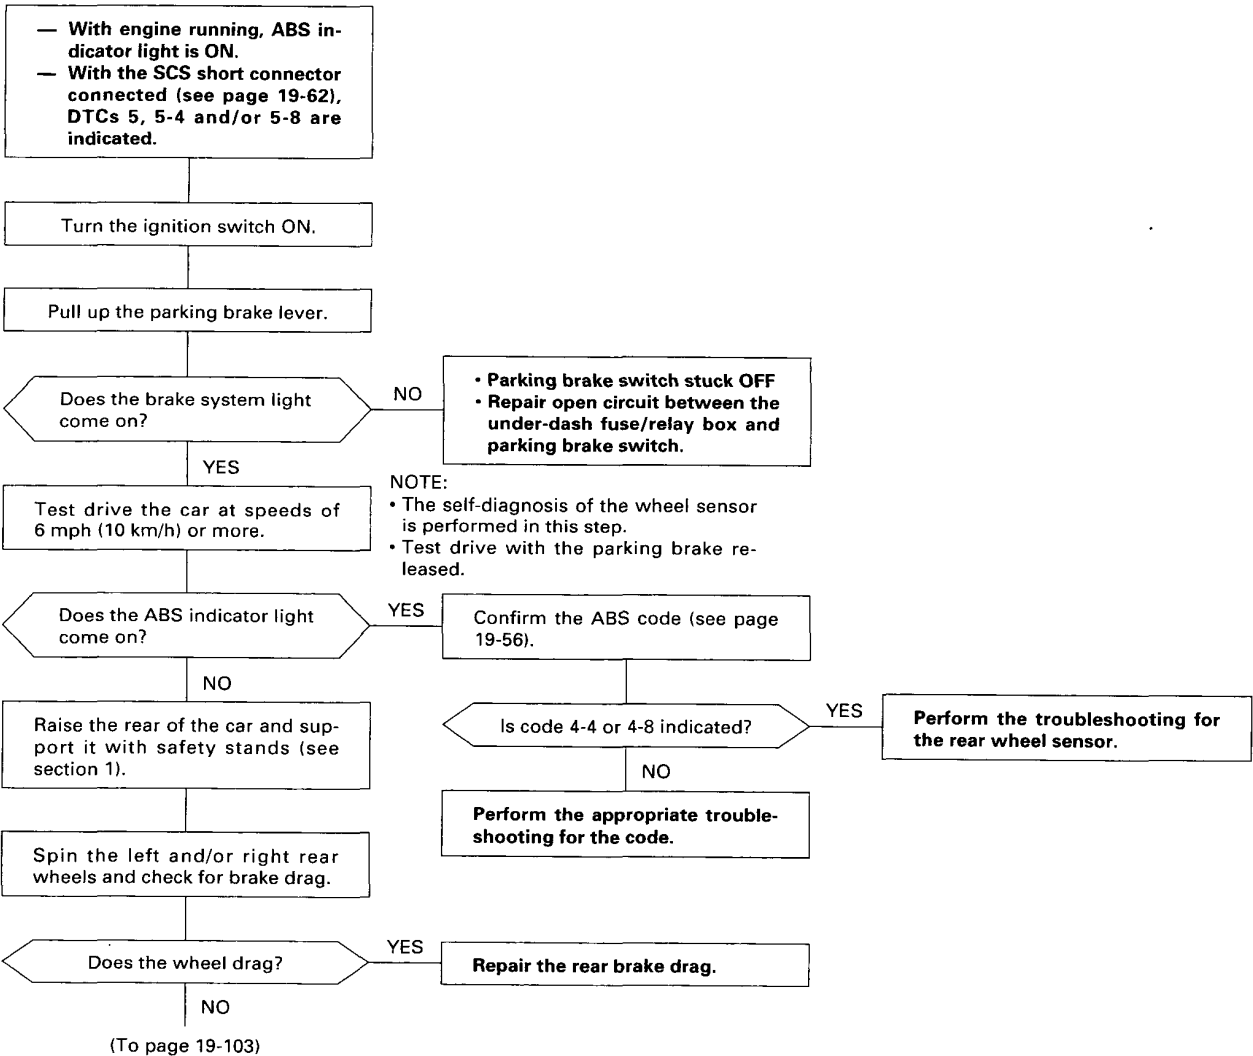 — With engine running, ABS in-
dicator light is ON.
— With the SCS short connector
connected (see page 19-62),
DTCs 5, 5-4 and/or 5-8 are
indicated.
Turn the ignition switch ON.
Pull up the parking brake lever.
Does the brake system light
come on?
NO
• Parking brake switch stuck OFF
• Repair open circuit between the
under-dash fuse/relay box and
parking brake switch.
YES
Test drive the car at speeds of
6 mph (10 km/h) or more.
NOTE:
• The self-diagnosis of the wheel sensor
is performed in this step.
• Test drive with the parking brake re-
leased.
Does the ABS indicator light
come on?
YES
Confirm the ABS code (see page
19-56).
NO
Raise the rear of the car and sup-
port it with safety stands (see
section 1).
Is code 4-4 or 4-8 indicated?
YES
Perform the troubleshooting for
the rear wheel sensor.
NO
Perform the appropriate trouble-
shooting for the code.
Spin the left and/or right rear
wheels and check for brake drag.
Does the wheel drag?
YES
Repair the rear brake drag.
NO
(To page 19-103)